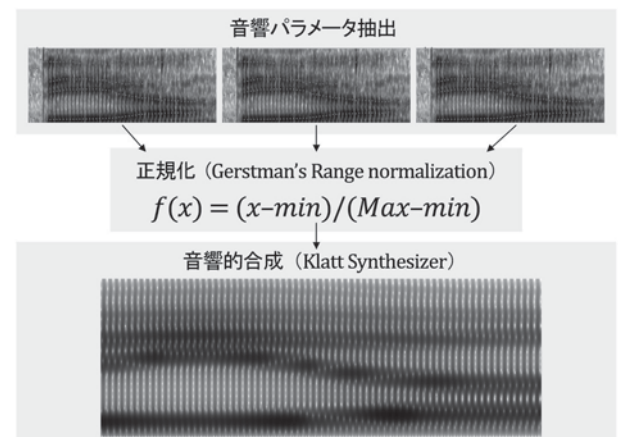 音響パラメータ抽出
正規化（Gerstman's Range normalization）
f(x) = (x–min)/(Max–min)
音響的合成（Klatt Synthesizer）